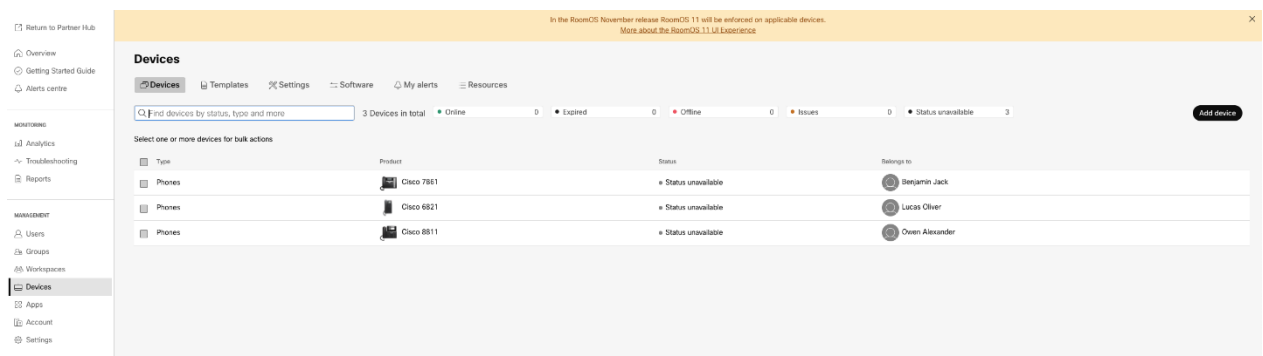 Return to Partner Hub
In the RoomOS November release RoomOS 11 will be enforced on applicable devices.
More about the RoomOS 11 UI Experience
Overview
Getting Started Guide
Alerts centre
MONITORING
Analytics
Troubleshooting
Reports
MANAGEMENT
Users
Groups
Workspaces
Devices
Apps
Account
Settings
Devices
Devices Templates Settings Software My alerts Resources
Find devices by status, type and more 3 Devices in total Online 0 Expired 0 Offline 0 Issues 0 Status unavailable 3 Add device
Select one or more devices for bulk actions
Type Product Status Belongs to
Phones Cisco 7861 Status unavailable Benjamin Jack
Phones Cisco 6821 Status unavailable Lucas Oliver
Phones Cisco 8811 Status unavailable Owen Alexander